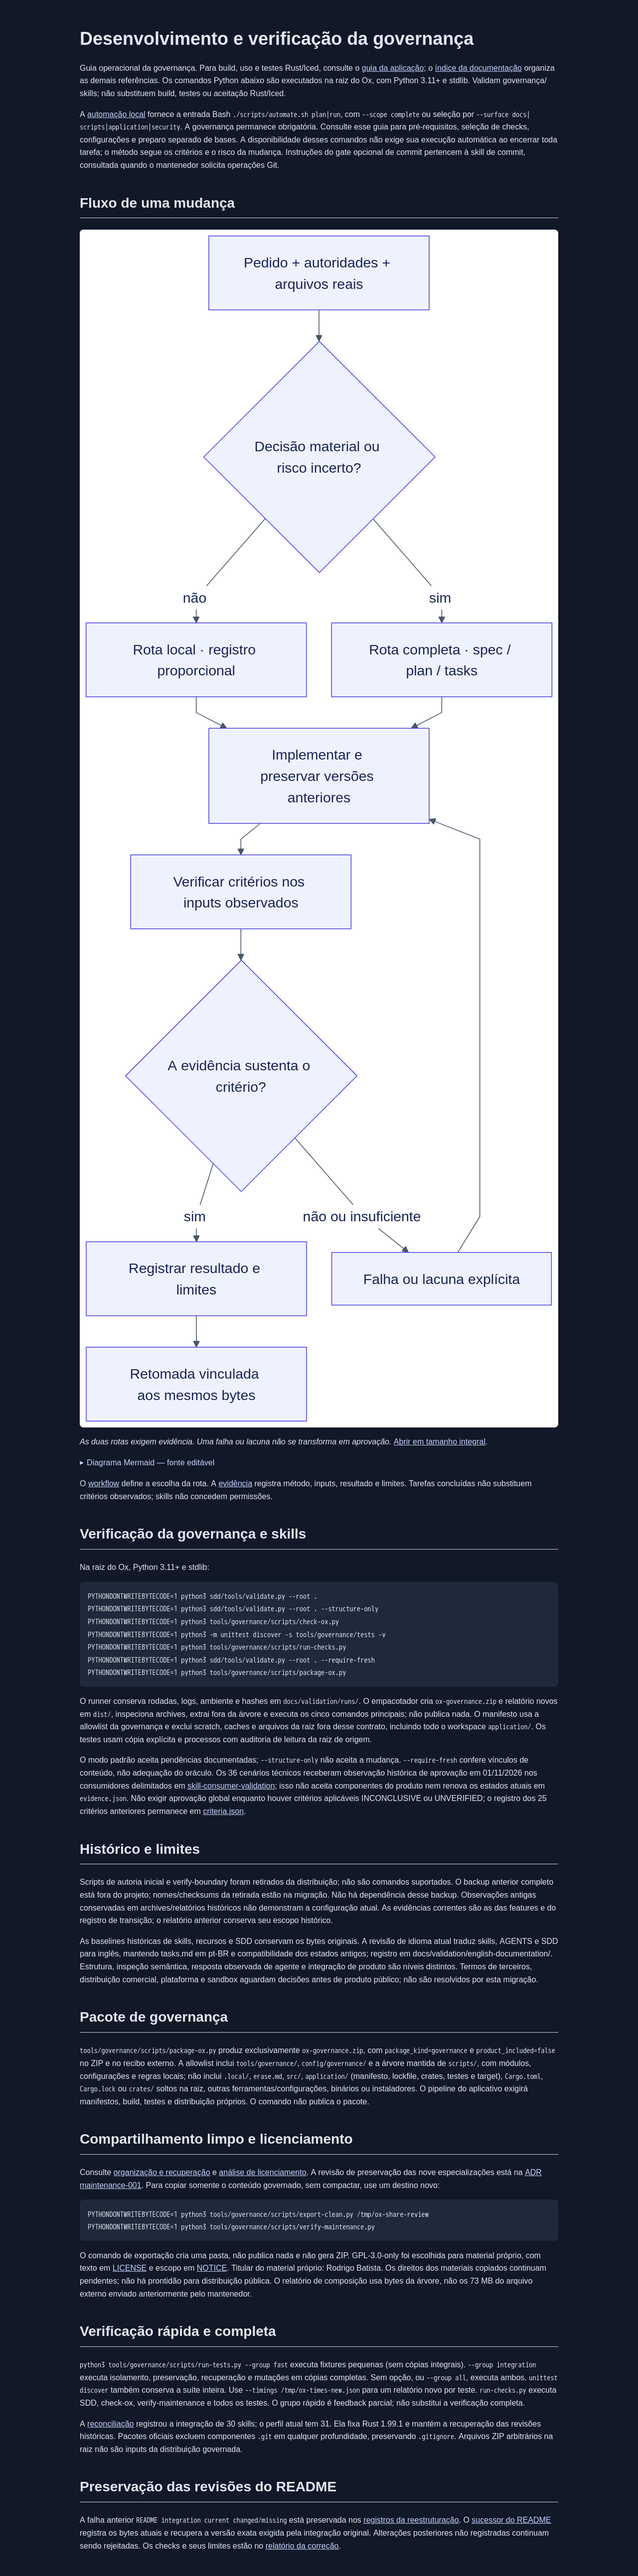 Desenvolvimento e verificação da governança
Guia operacional da governança. Para build, uso e testes Rust/Iced, consulte o guia da aplicação; o índice da documentação organiza
as demais referências. Os comandos Python abaixo são executados na raiz do Ox, com Python 3.11+ e stdlib. Validam governança/
skills; não substituem build, testes ou aceitação Rust/Iced.
A automação local fornece a entrada Bash ./scripts/automate.sh plan|run, com --scope complete ou seleção por --surface docs|
scripts|application|security. A governança permanece obrigatória. Consulte esse guia para pré-requisitos, seleção de checks,
configurações e preparo separado de bases. A disponibilidade desses comandos não exige sua execução automática ao encerrar toda
tarefa; o método segue os critérios e o risco da mudança. Instruções do gate opcional de commit pertencem à skill de commit,
consultada quando o mantenedor solicita operações Git.
Fluxo de uma mudança
Pedido + autoridades +
arquivos reais
Decisão material ou
risco incerto?
não
sim
Rota local · registro
proporcional
Rota completa · spec /
plan / tasks
Implementar e
preservar versões
anteriores
Verificar critérios nos
inputs observados
A evidência sustenta o
critério?
sim
não ou insuficiente
Registrar resultado e
limites
Falha ou lacuna explícita
Retomada vinculada
aos mesmos bytes
As duas rotas exigem evidência. Uma falha ou lacuna não se transforma em aprovação. Abrir em tamanho integral.
▸ Diagrama Mermaid — fonte editável
O workflow define a escolha da rota. A evidência registra método, inputs, resultado e limites. Tarefas concluídas não substituem
critérios observados; skills não concedem permissões.
Verificação da governança e skills
Na raiz do Ox, Python 3.11+ e stdlib:
PYTHONDONTWRITEBYTECODE=1 python3 sdd/tools/validate.py --root .
PYTHONDONTWRITEBYTECODE=1 python3 sdd/tools/validate.py --root . --structure-only
PYTHONDONTWRITEBYTECODE=1 python3 tools/governance/scripts/check-ox.py
PYTHONDONTWRITEBYTECODE=1 python3 -m unittest discover -s tools/governance/tests -v
PYTHONDONTWRITEBYTECODE=1 python3 tools/governance/scripts/run-checks.py
PYTHONDONTWRITEBYTECODE=1 python3 sdd/tools/validate.py --root . --require-fresh
PYTHONDONTWRITEBYTECODE=1 python3 tools/governance/scripts/package-ox.py
O runner conserva rodadas, logs, ambiente e hashes em docs/validation/runs/. O empacotador cria ox-governance.zip e relatório novos
em dist/, inspeciona archives, extrai fora da árvore e executa os cinco comandos principais; não publica nada. O manifesto usa a
allowlist da governança e exclui scratch, caches e arquivos da raiz fora desse contrato, incluindo todo o workspace application/. Os
testes usam cópia explícita e processos com auditoria de leitura da raiz de origem.
O modo padrão aceita pendências documentadas; --structure-only não aceita a mudança. --require-fresh confere vínculos de
conteúdo, não adequação do oráculo. Os 36 cenários técnicos receberam observação histórica de aprovação em 01/11/2026 nos
consumidores delimitados em skill-consumer-validation; isso não aceita componentes do produto nem renova os estados atuais em
evidence.json. Não exigir aprovação global enquanto houver critérios aplicáveis INCONCLUSIVE ou UNVERIFIED; o registro dos 25
critérios anteriores permanece em criteria.json.
Histórico e limites
Scripts de autoria inicial e verify-boundary foram retirados da distribuição; não são comandos suportados. O backup anterior completo
está fora do projeto; nomes/checksums da retirada estão na migração. Não há dependência desse backup. Observações antigas
conservadas em archives/relatórios históricos não demonstram a configuração atual. As evidências correntes são as das features e do
registro de transição; o relatório anterior conserva seu escopo histórico.
As baselines históricas de skills, recursos e SDD conservam os bytes originais. A revisão de idioma atual traduz skills, AGENTS e SDD
para inglês, mantendo tasks.md em pt-BR e compatibilidade dos estados antigos; registro em docs/validation/english-documentation/.
Estrutura, inspeção semântica, resposta observada de agente e integração de produto são níveis distintos. Termos de terceiros,
distribuição comercial, plataforma e sandbox aguardam decisões antes de produto público; não são resolvidos por esta migração.
Pacote de governança
tools/governance/scripts/package-ox.py produz exclusivamente ox-governance.zip, com package_kind=governance e product_included=false
no ZIP e no recibo externo. A allowlist inclui tools/governance/, config/governance/ e a árvore mantida de scripts/, com módulos,
configurações e regras locais; não inclui .local/, erase.md, src/, application/ (manifesto, lockfile, crates, testes e target), Cargo.toml,
Cargo.lock ou crates/ soltos na raiz, outras ferramentas/configurações, binários ou instaladores. O pipeline do aplicativo exigirá
manifestos, build, testes e distribuição próprios. O comando não publica o pacote.
Compartilhamento limpo e licenciamento
Consulte organização e recuperação e análise de licenciamento. A revisão de preservação das nove especializações está na ADR
maintenance-001. Para copiar somente o conteúdo governado, sem compactar, use um destino novo:
PYTHONDONTWRITEBYTECODE=1 python3 tools/governance/scripts/export-clean.py /tmp/ox-share-review
PYTHONDONTWRITEBYTECODE=1 python3 tools/governance/scripts/verify-maintenance.py
O comando de exportação cria uma pasta, não publica nada e não gera ZIP. GPL-3.0-only foi escolhida para material próprio, com
texto em LICENSE e escopo em NOTICE. Titular do material próprio: Rodrigo Batista. Os direitos dos materiais copiados continuam
pendentes; não há prontidão para distribuição pública. O relatório de composição usa bytes da árvore, não os 73 MB do arquivo
externo enviado anteriormente pelo mantenedor.
Verificação rápida e completa
python3 tools/governance/scripts/run-tests.py --group fast executa fixtures pequenas (sem cópias integrais). --group integration
executa isolamento, preservação, recuperação e mutações em cópias completas. Sem opção, ou --group all, executa ambos. unittest
discover também conserva a suíte inteira. Use --timings /tmp/ox-times-new.json para um relatório novo por teste. run-checks.py executa
SDD, check-ox, verify-maintenance e todos os testes. O grupo rápido é feedback parcial; não substitui a verificação completa.
A reconciliação registrou a integração de 30 skills; o perfil atual tem 31. Ela fixa Rust 1.99.1 e mantém a recuperação das revisões
históricas. Pacotes oficiais excluem componentes .git em qualquer profundidade, preservando .gitignore. Arquivos ZIP arbitrários na
raiz não são inputs da distribuição governada.
Preservação das revisões do README
A falha anterior README integration current changed/missing está preservada nos registros da reestruturação. O sucessor do README
registra os bytes atuais e recupera a versão exata exigida pela integração original. Alterações posteriores não registradas continuam
sendo rejeitadas. Os checks e seus limites estão no relatório da correção.